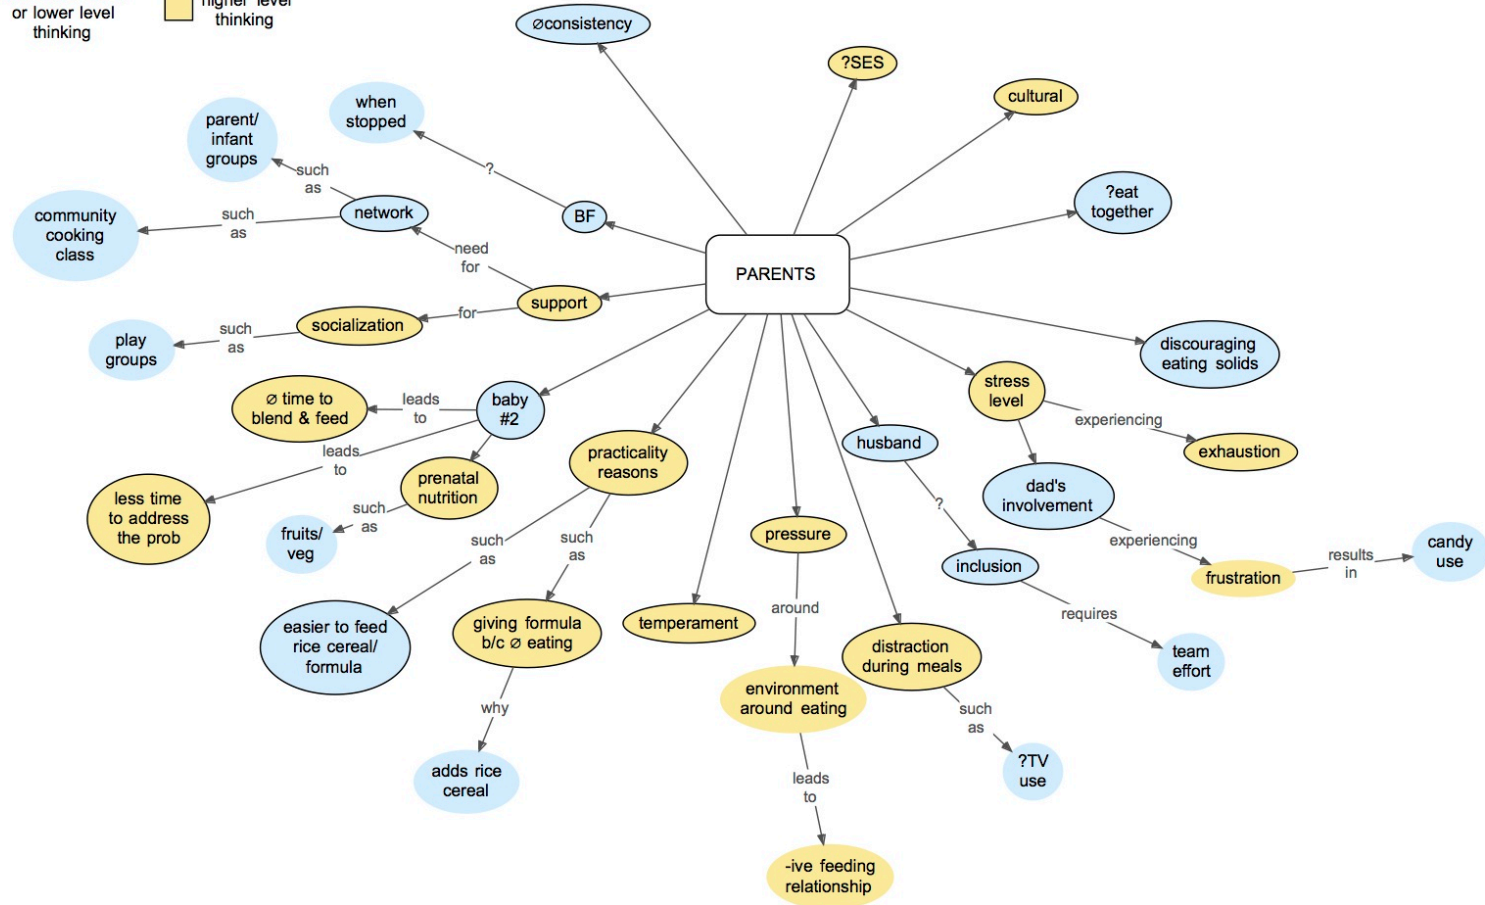 or lower level
thinking
higher level
thinking
∅consistency
?SES
cultural
when
stopped
parent/
infant
groups
?
such
as
?eat
together
community
cooking
class
such
as
network
BF
need
for
PARENTS
support
for
socialization
such
as
play
groups
discouraging
eating solids
stress
level
experiencing
exhaustion
∅ time to
blend & feed
leads
to
baby
#2
leads
to
husband
practicality
reasons
prenatal
nutrition
less time
to address
the prob
such
as
fruits/
veg
dad's
involvement
?
experiencing
frustration
results
in
candy
use
pressure
such
as
such
as
inclusion
requires
team
effort
around
easier to feed
rice cereal/
formula
giving formula
b/c ∅ eating
temperament
distraction
during meals
environment
around eating
why
such
as
?TV
use
adds rice
cereal
leads
to
-ive feeding
relationship